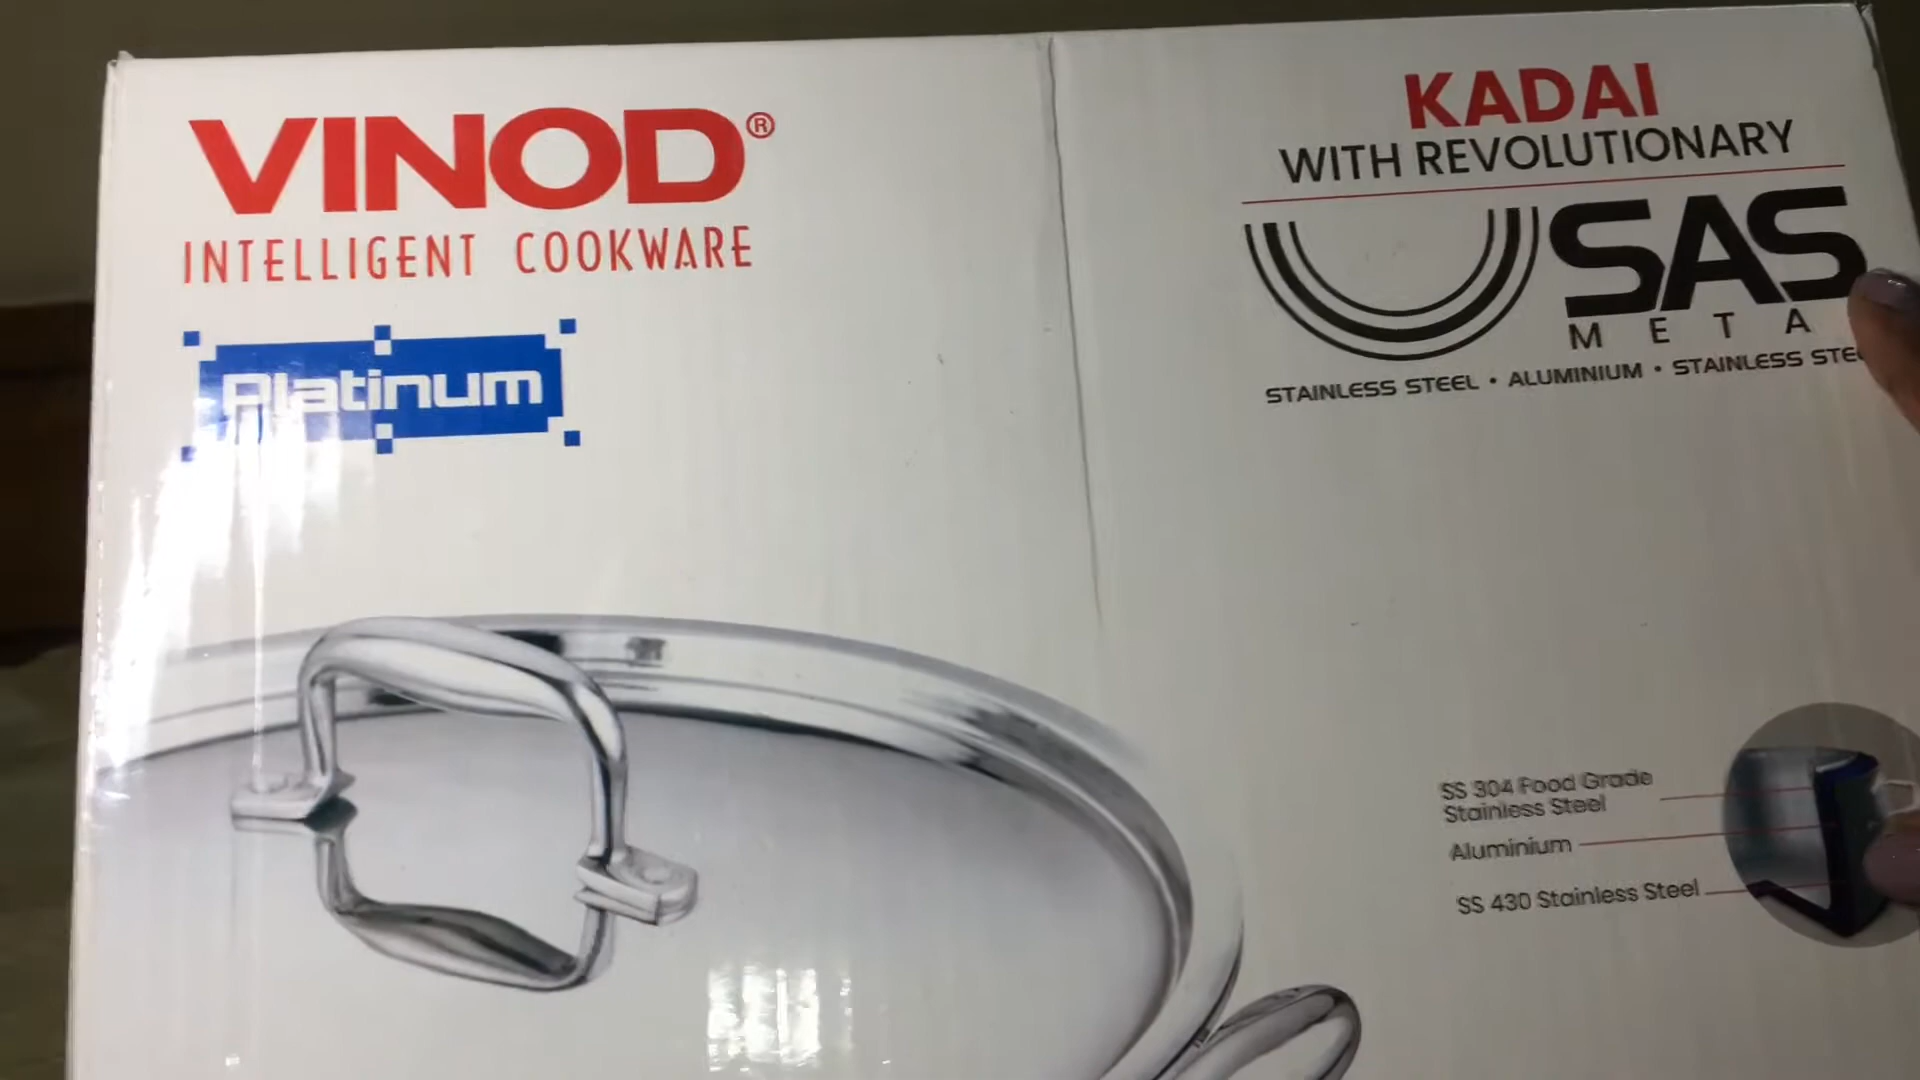 VINOD®
INTELLIGENT COOKWARE
Platinum
KADAI
WITH REVOLUTIONARY
SAS
META
STAINLESS STEEL • ALUMINIUM • STAINLESS STE
SS 304 Food Grade
Stainless Steel
Aluminium
SS 430 Stainless Steel